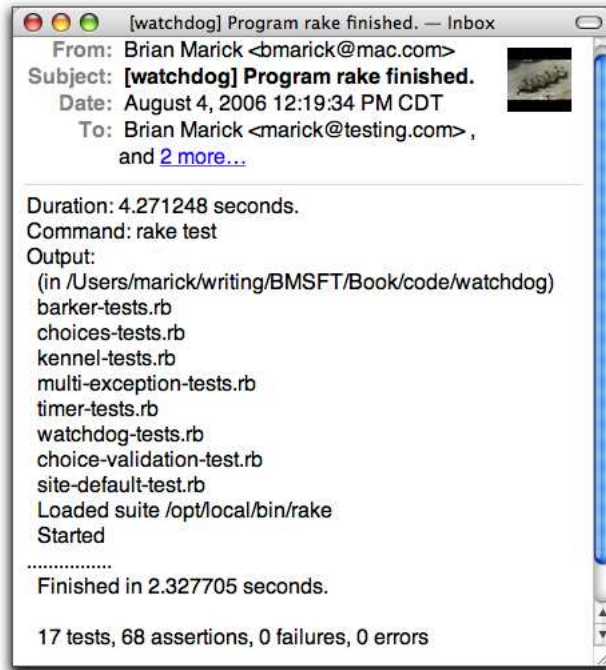 [watchdog] Program rake finished. — Inbox
From: Brian Marick <bmarick@mac.com>
Subject: [watchdog] Program rake finished.
Date: August 4, 2006 12:19:34 PM CDT
To: Brian Marick <marick@testing.com> ,
and 2 more...
Duration: 4.271248 seconds.
Command: rake test
Output:
(in /Users/marick/writing/BMSFT/Book/code/watchdog)
barker-tests.rb
choices-tests.rb
kennel-tests.rb
multi-exception-tests.rb
timer-tests.rb
watchdog-tests.rb
choice-validation-test.rb
site-default-test.rb
Loaded suite /opt/local/bin/rake
Started
.................
Finished in 2.327705 seconds.
17 tests, 68 assertions, 0 failures, 0 errors